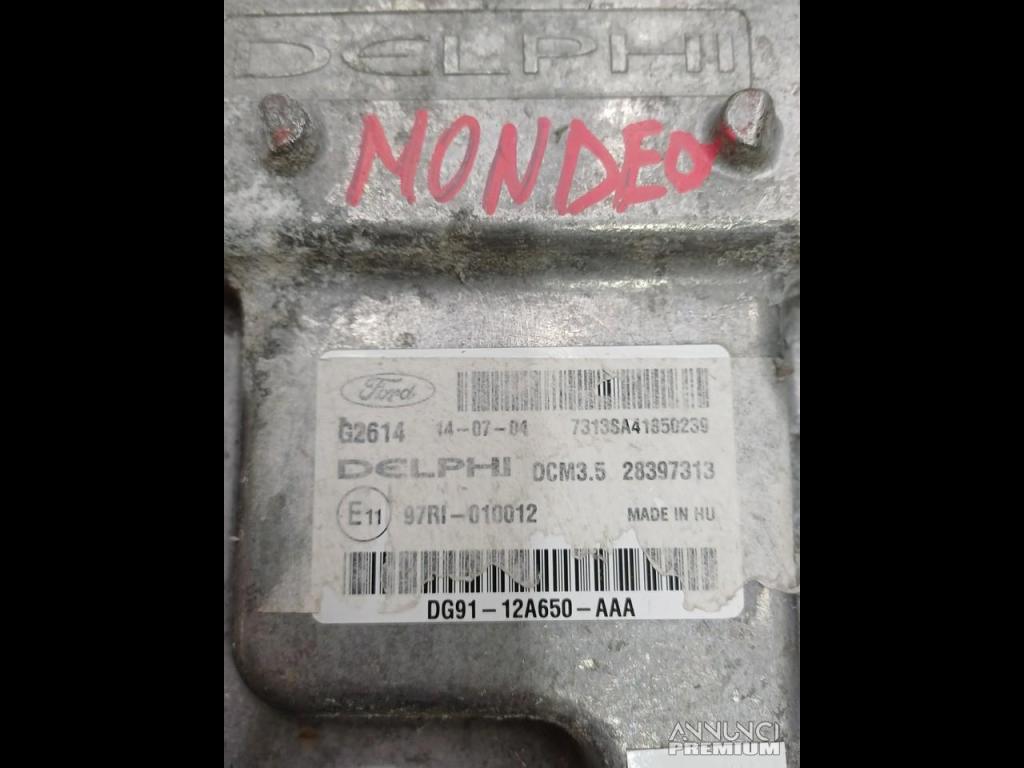 DELPHI
MONDEO
Ford
G2614 14-07-04 7313SA41850239
DELPHI DCM3.5 28397313
E11 97RI-010012 MADE IN HU
DG91-12A650-AAA
ANNUNCI
PREMIUM